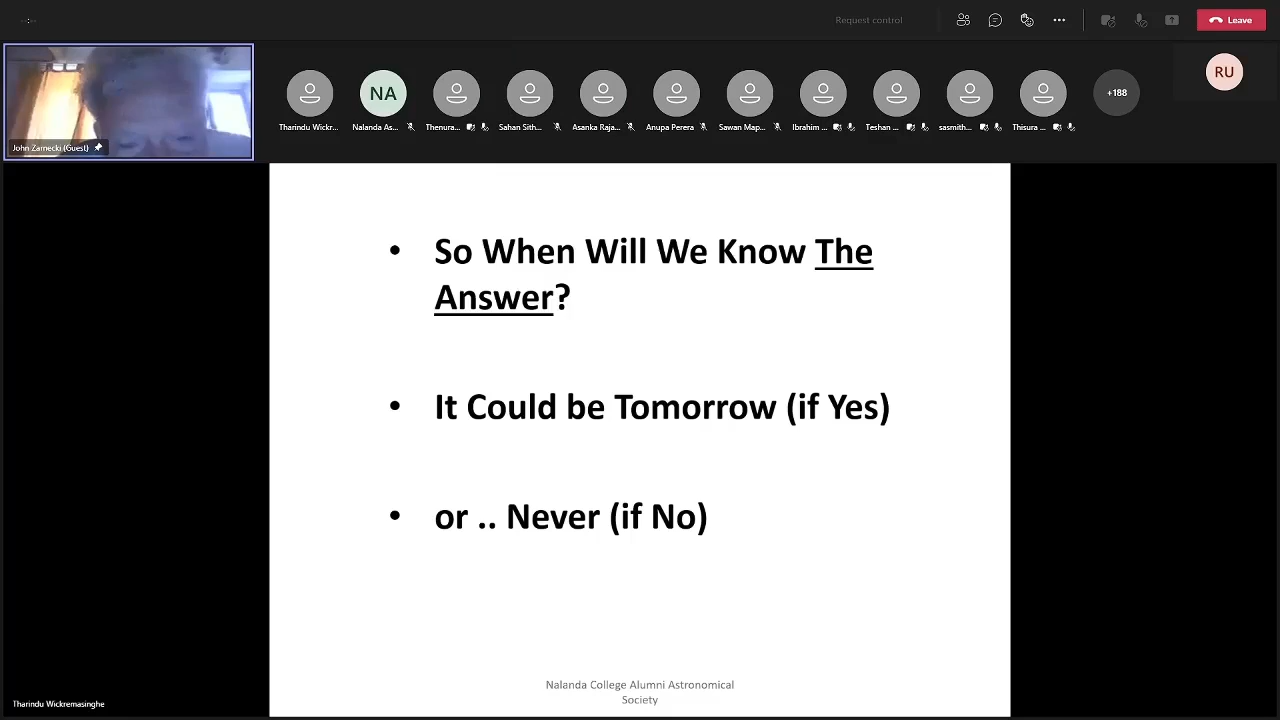 Request control
Leave
RU
NA
+188
Tharindu Wickr...
Nalanda As...
Thenura...
Sahan Sith...
Asanka Raja...
Anupa Perera
Sawan Map...
Ibrahim ...
Teshan ...
sasmith...
Thisura ...
John Zarnecki (Guest)
• So When Will We Know The
Answer?
• It Could be Tomorrow (if Yes)
• or .. Never (if No)
Nalanda College Alumni Astronomical
Society
Tharindu Wickremasinghe